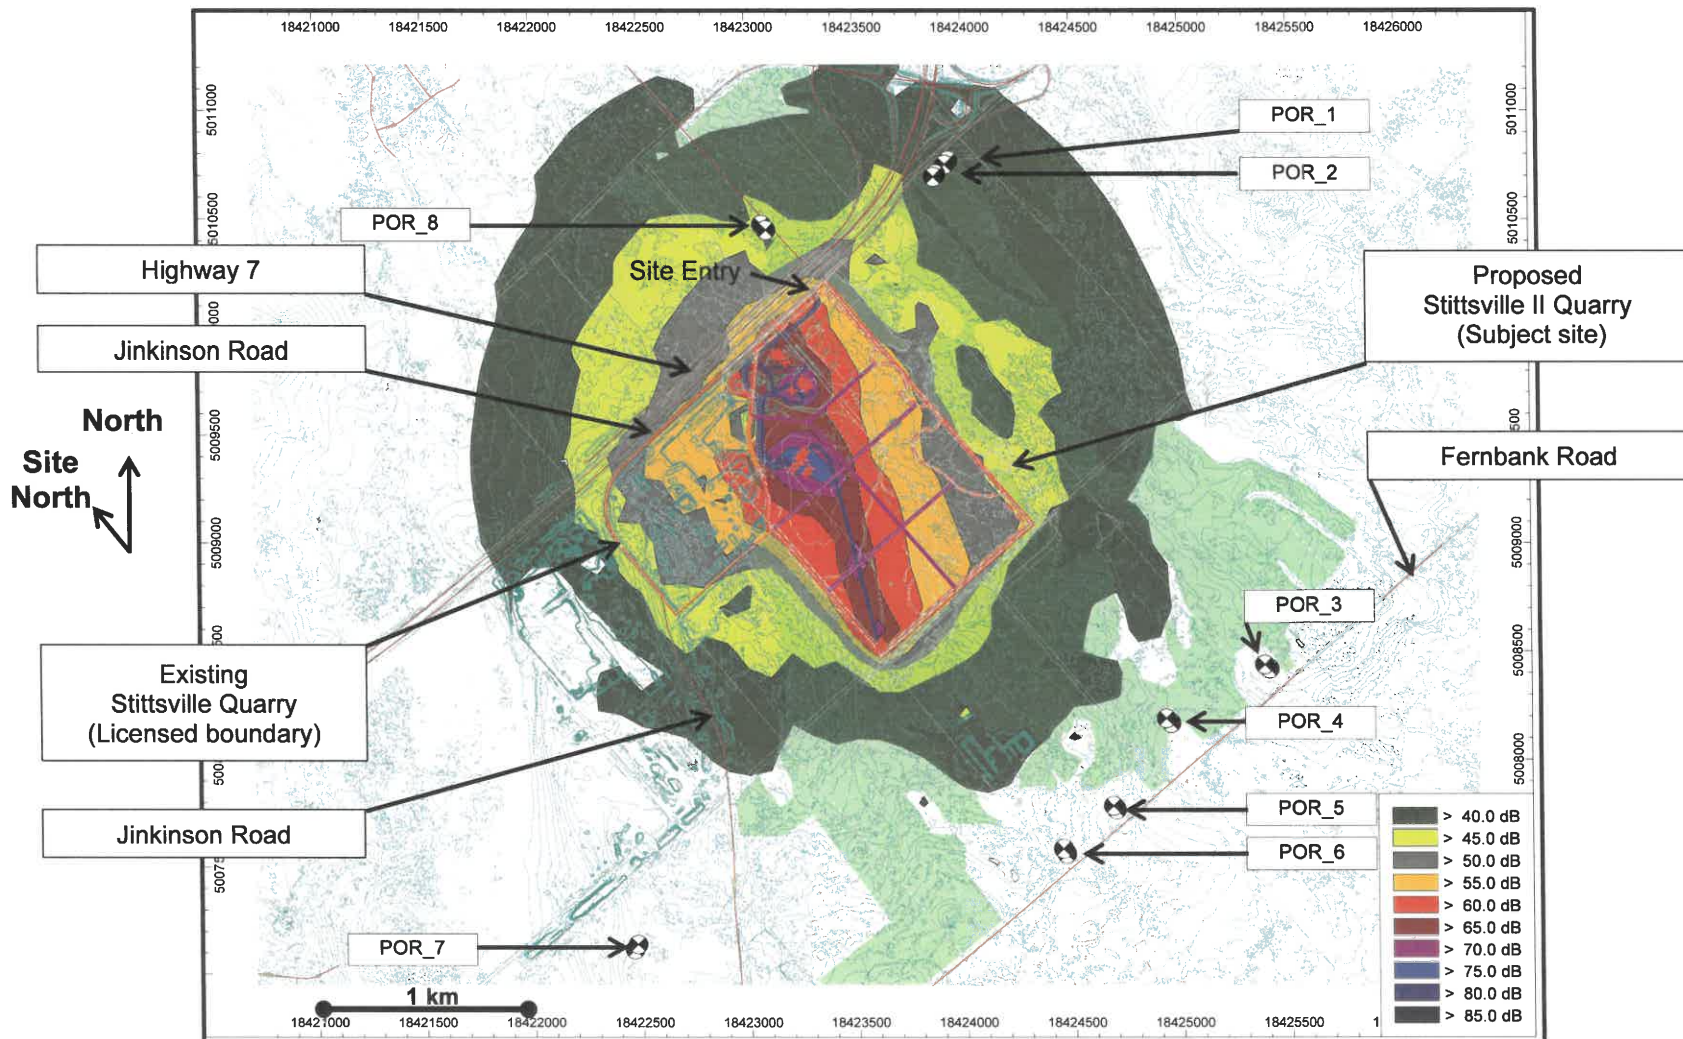 18421000 18421500 18422000 18422500 18423000 18423500 18424000 18424500 18425000 18425500 18426000
5011000
5011000
POR_1
POR_2
5010500
5010500
POR_8
Highway 7
Site Entry
Proposed
Stittsville II Quarry
(Subject site)
Jinkinson Road
North
Site
North
5009500
Fernbank Road
5009000
5009000
POR_3
5008500
Existing
Stittsville Quarry
(Licensed boundary)
POR_4
5008000
Jinkinson Road
POR_5
POR_6
POR_7
1 km
> 40.0 dB
> 45.0 dB
> 50.0 dB
> 55.0 dB
> 60.0 dB
> 65.0 dB
> 70.0 dB
> 75.0 dB
> 80.0 dB
> 85.0 dB
18421000 18421500 18422000 18422500 18423000 18423500 18424000 18424500 18425000 18425500